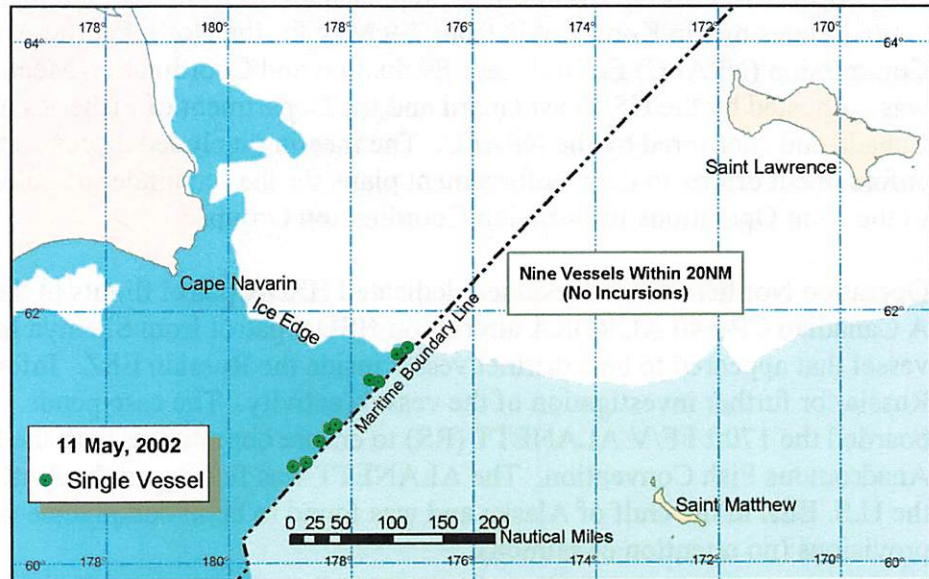 178° 180° 178° 176° 174° 172° 170°
64° 64°
Saint Lawrence
Cape Navarin
Ice Edge
Nine Vessels Within 20NM
(No Incursions)
62° 62°
Maritime Boundary Line
11 May, 2002
Single Vessel
Saint Matthew
0 25 50 100 150 200
Nautical Miles
60° 60°
178° 180° 178° 176° 174° 172° 170°